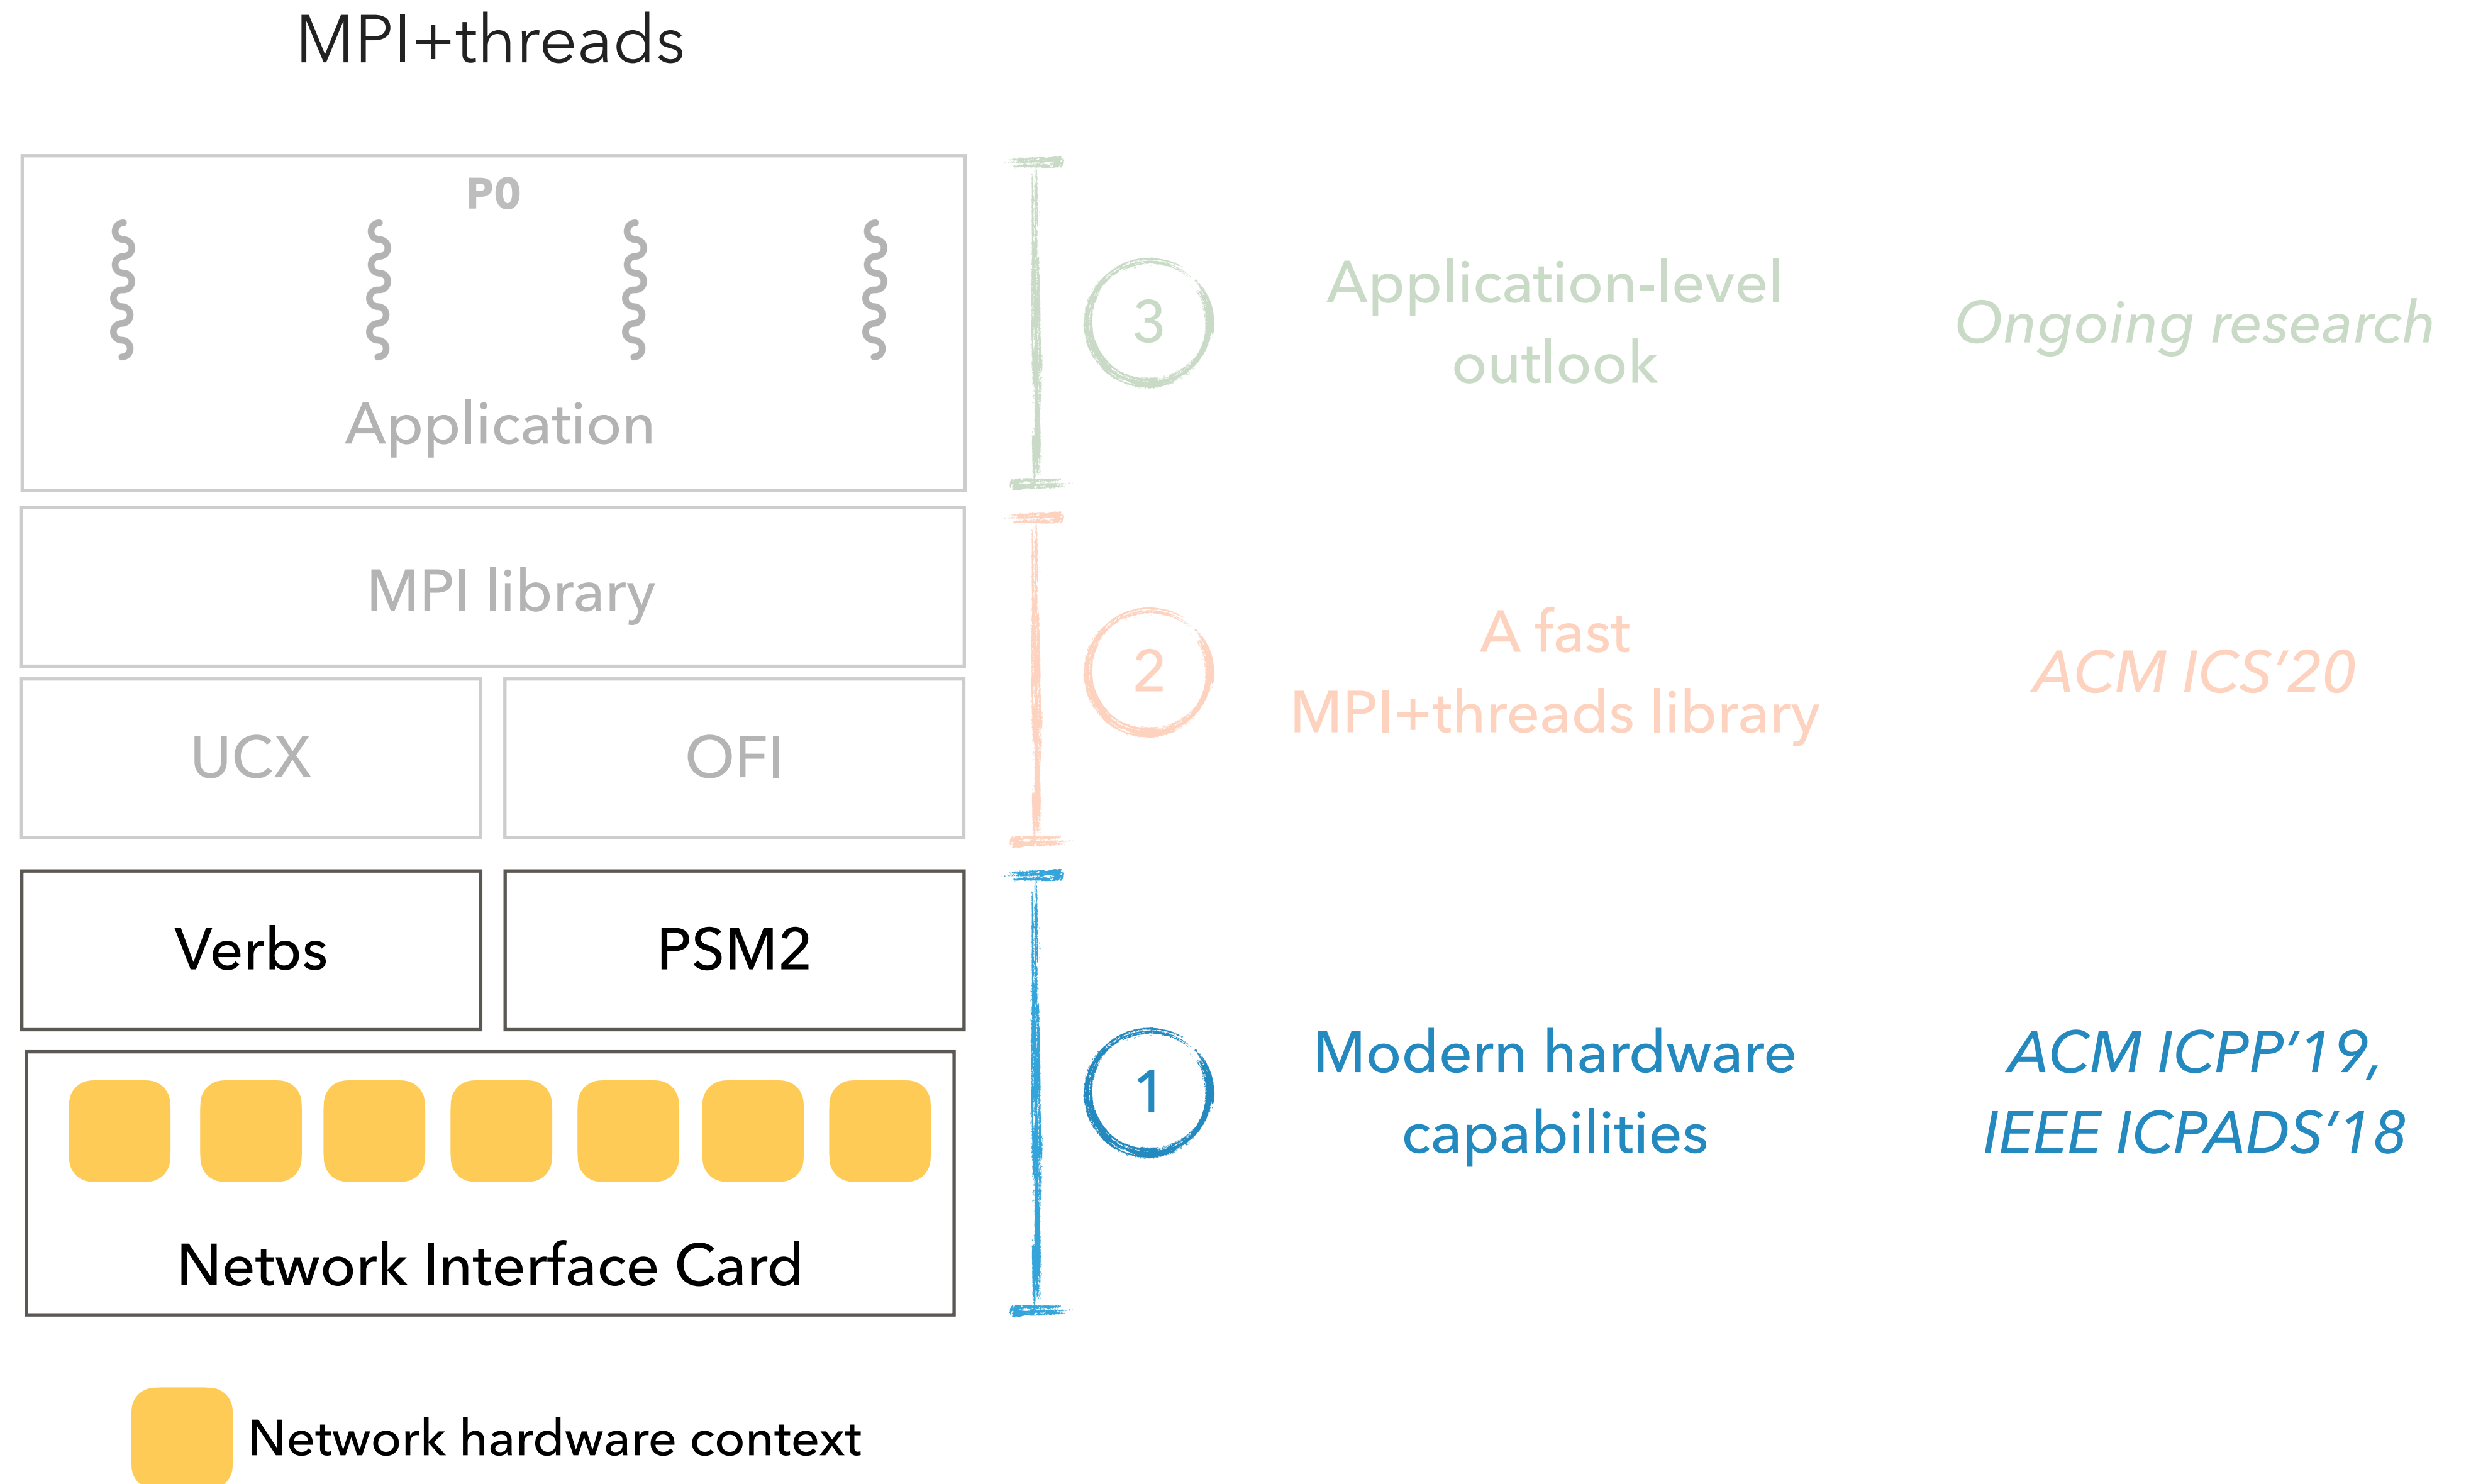 MPI+threads
P0
Application
3
Application-level
outlook
Ongoing research
MPI library
UCX
OFI
2
A fast
MPI+threads library
ACM ICS’20
Verbs
PSM2
Network Interface Card
1
Modern hardware
capabilities
ACM ICPP’19,
IEEE ICPADS’18
Network hardware context